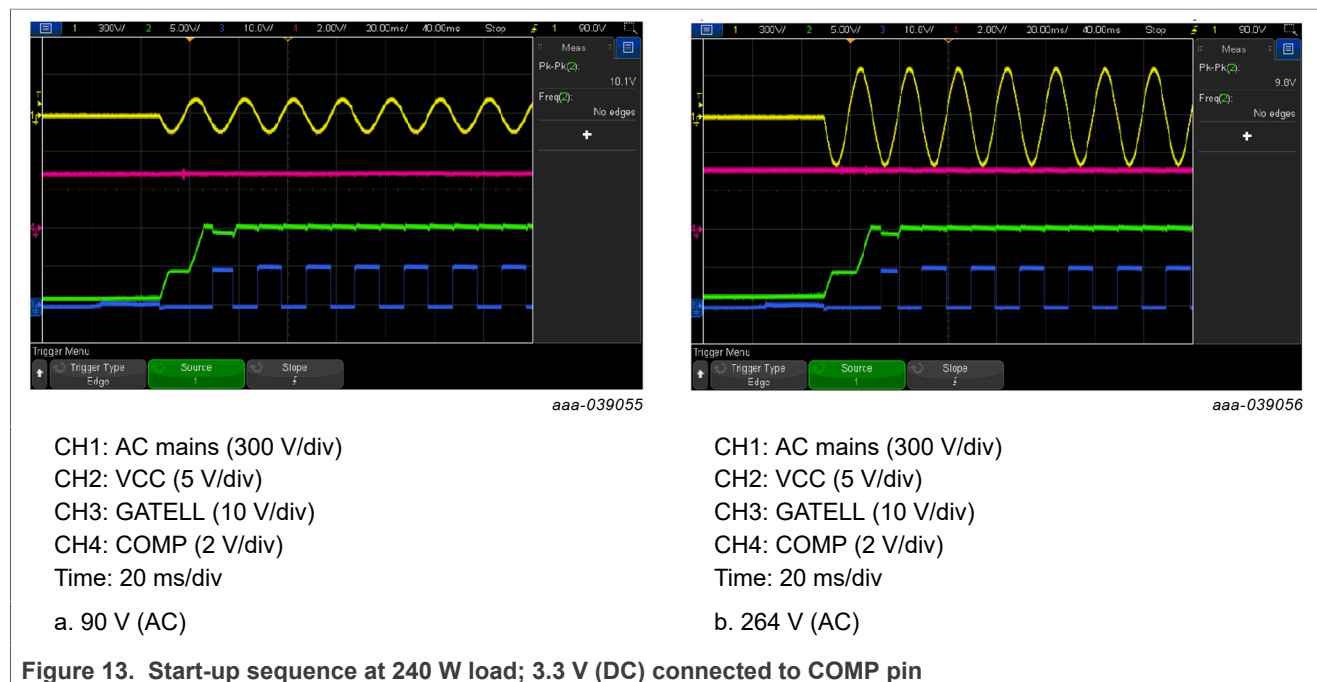 1 300V/ 2 5.00V/ 3 10.0V/ 4 2.00V/ 20.00ms/ 40.00ms Stop 1 90.0V
Meas
Pk-Pk(2):
10.1V
Freq(2):
No edges
Trigger Menu
Trigger Type
Edge
Source
1
Slope
aaa-039055
CH1: AC mains (300 V/div)
CH2: VCC (5 V/div)
CH3: GATELL (10 V/div)
CH4: COMP (2 V/div)
Time: 20 ms/div
a. 90 V (AC)
1 300V/ 2 5.00V/ 3 10.0V/ 4 2.00V/ 20.00ms/ 40.00ms Stop 1 90.0V
Meas
Pk-Pk(2):
9.8V
Freq(2):
No edges
Trigger Menu
Trigger Type
Edge
Source
1
Slope
aaa-039056
CH1: AC mains (300 V/div)
CH2: VCC (5 V/div)
CH3: GATELL (10 V/div)
CH4: COMP (2 V/div)
Time: 20 ms/div
b. 264 V (AC)
Figure 13. Start-up sequence at 240 W load; 3.3 V (DC) connected to COMP pin